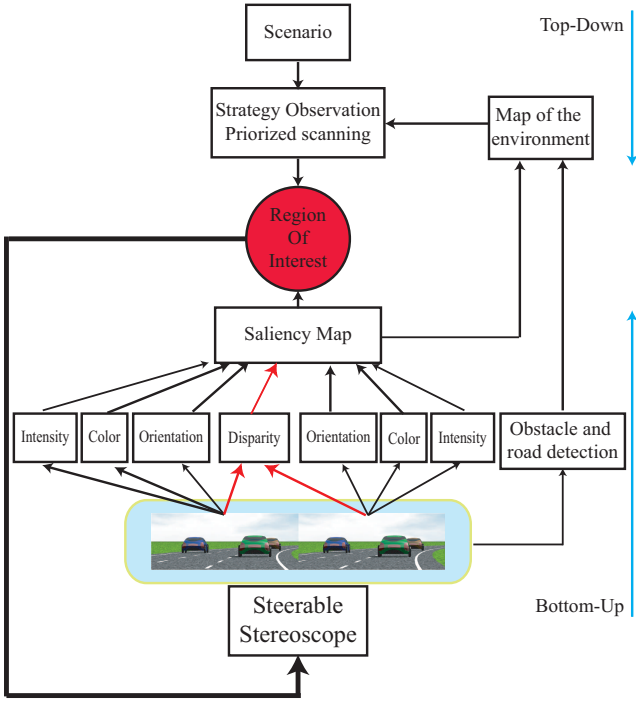 Scenario
Top-Down
Strategy Observation
Priorized scanning
Map of the
environment
Region
Of
Interest
Saliency Map
Intensity
Color
Orientation
Disparity
Orientation
Color
Intensity
Obstacle and
road detection
Steerable
Stereoscope
Bottom-Up